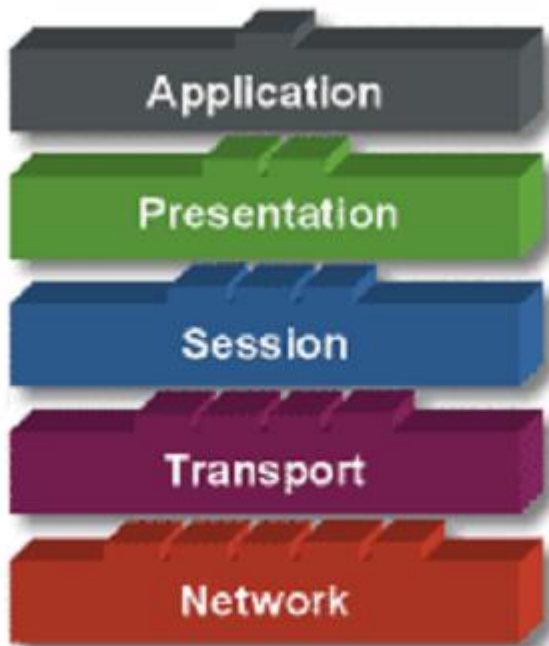 Application
Presentation
Session
Transport
Network